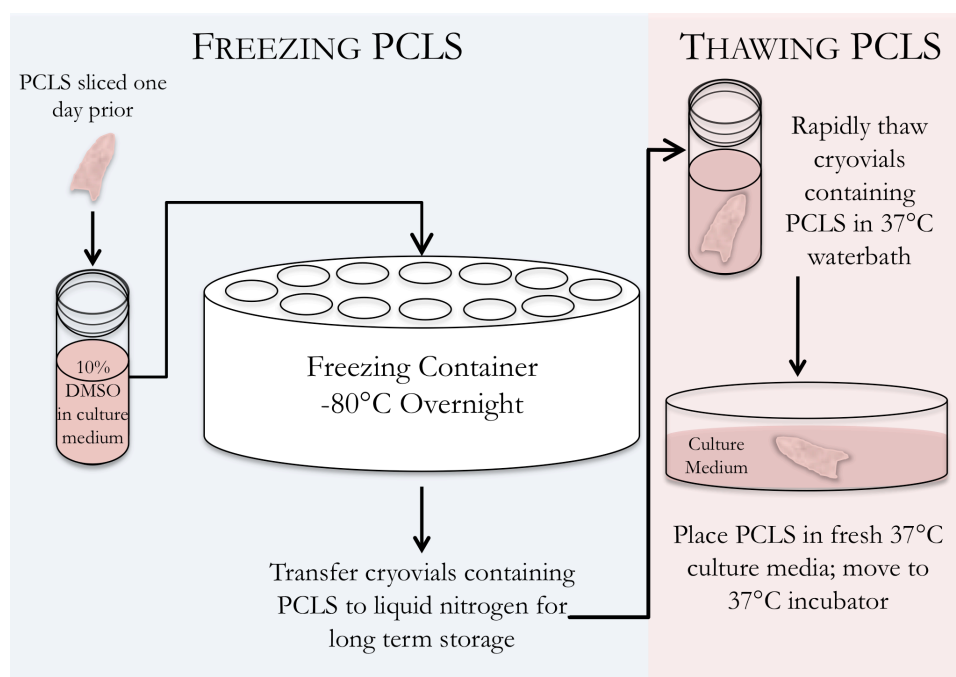 FREEZING PCLS
PCLS sliced one
day prior
10%
DMSO
in culture
medium
Freezing Container
-80°C Overnight
Transfer cryovials containing
PCLS to liquid nitrogen for
long term storage
THAWING PCLS
Rapidly thaw
cryovials
containing
PCLS in 37°C
waterbath
Culture
Medium
Place PCLS in fresh 37°C
culture media; move to
37°C incubator